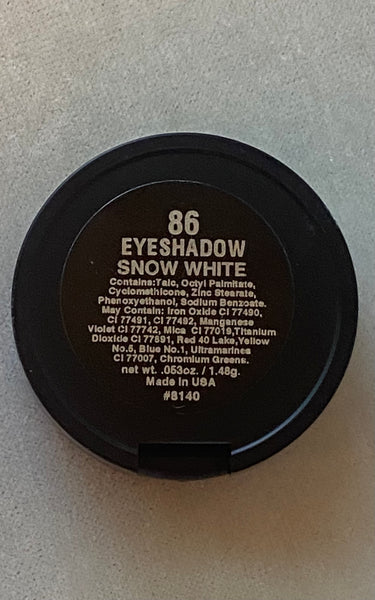 86
EYESHADOW
SNOW WHITE
Contains:Talc, Octyl Palmitate,
Cyclomethicone, Zinc Stearate,
Phenoxyethanol, Sodium Benzoate.
May Contain: Iron Oxide CI 77490,
CI 77491, CI 77492, Manganese
Violet CI 77742, Mica CI 77019,Titanium
Dioxide CI 77891, Red 40 Lake,Yellow
No.5, Blue No.1, Ultramarines
CI 77007, Chromium Greens.
net wt. .053oz. / 1.48g.
Made in USA
#8140